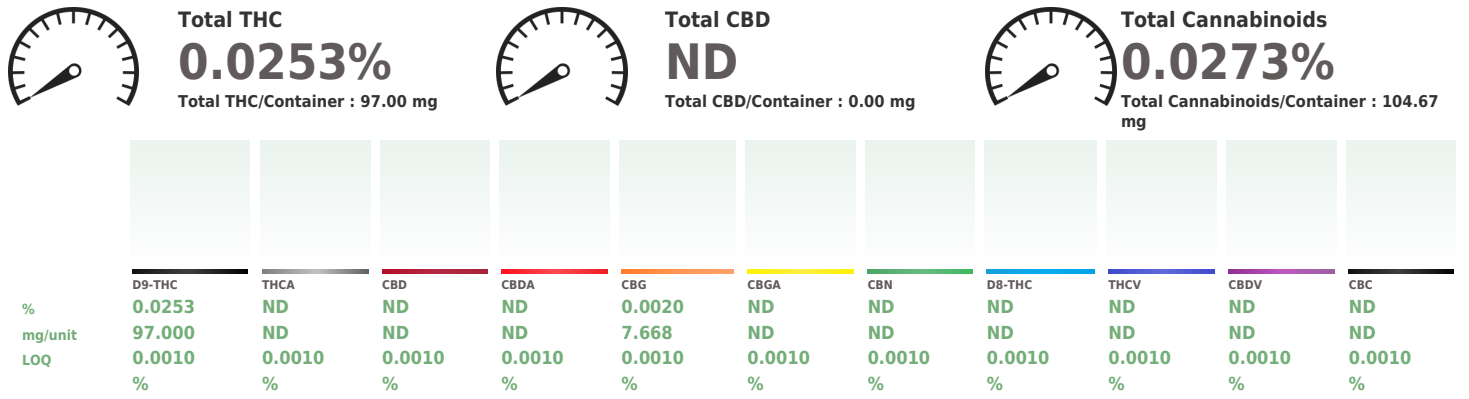 Total THC
0.0253%
Total THC/Container : 97.00 mg
Total CBD
ND
Total CBD/Container : 0.00 mg
Total Cannabinoids
0.0273%
Total Cannabinoids/Container : 104.67
mg
D9-THC THCA CBD CBDA CBG CBGA CBN D8-THC THCV CBDV CBC
% 0.0253 ND ND ND 0.0020 ND ND ND ND ND ND
mg/unit 97.000 ND ND ND 7.668 ND ND ND ND ND ND
LOQ 0.0010 0.0010 0.0010 0.0010 0.0010 0.0010 0.0010 0.0010 0.0010 0.0010 0.0010
% % % % % % % % % % %